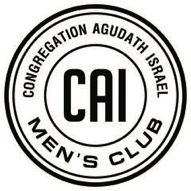 CONGREGATION AGUDATH ISRAEL
CAI
MEN'S CLUB